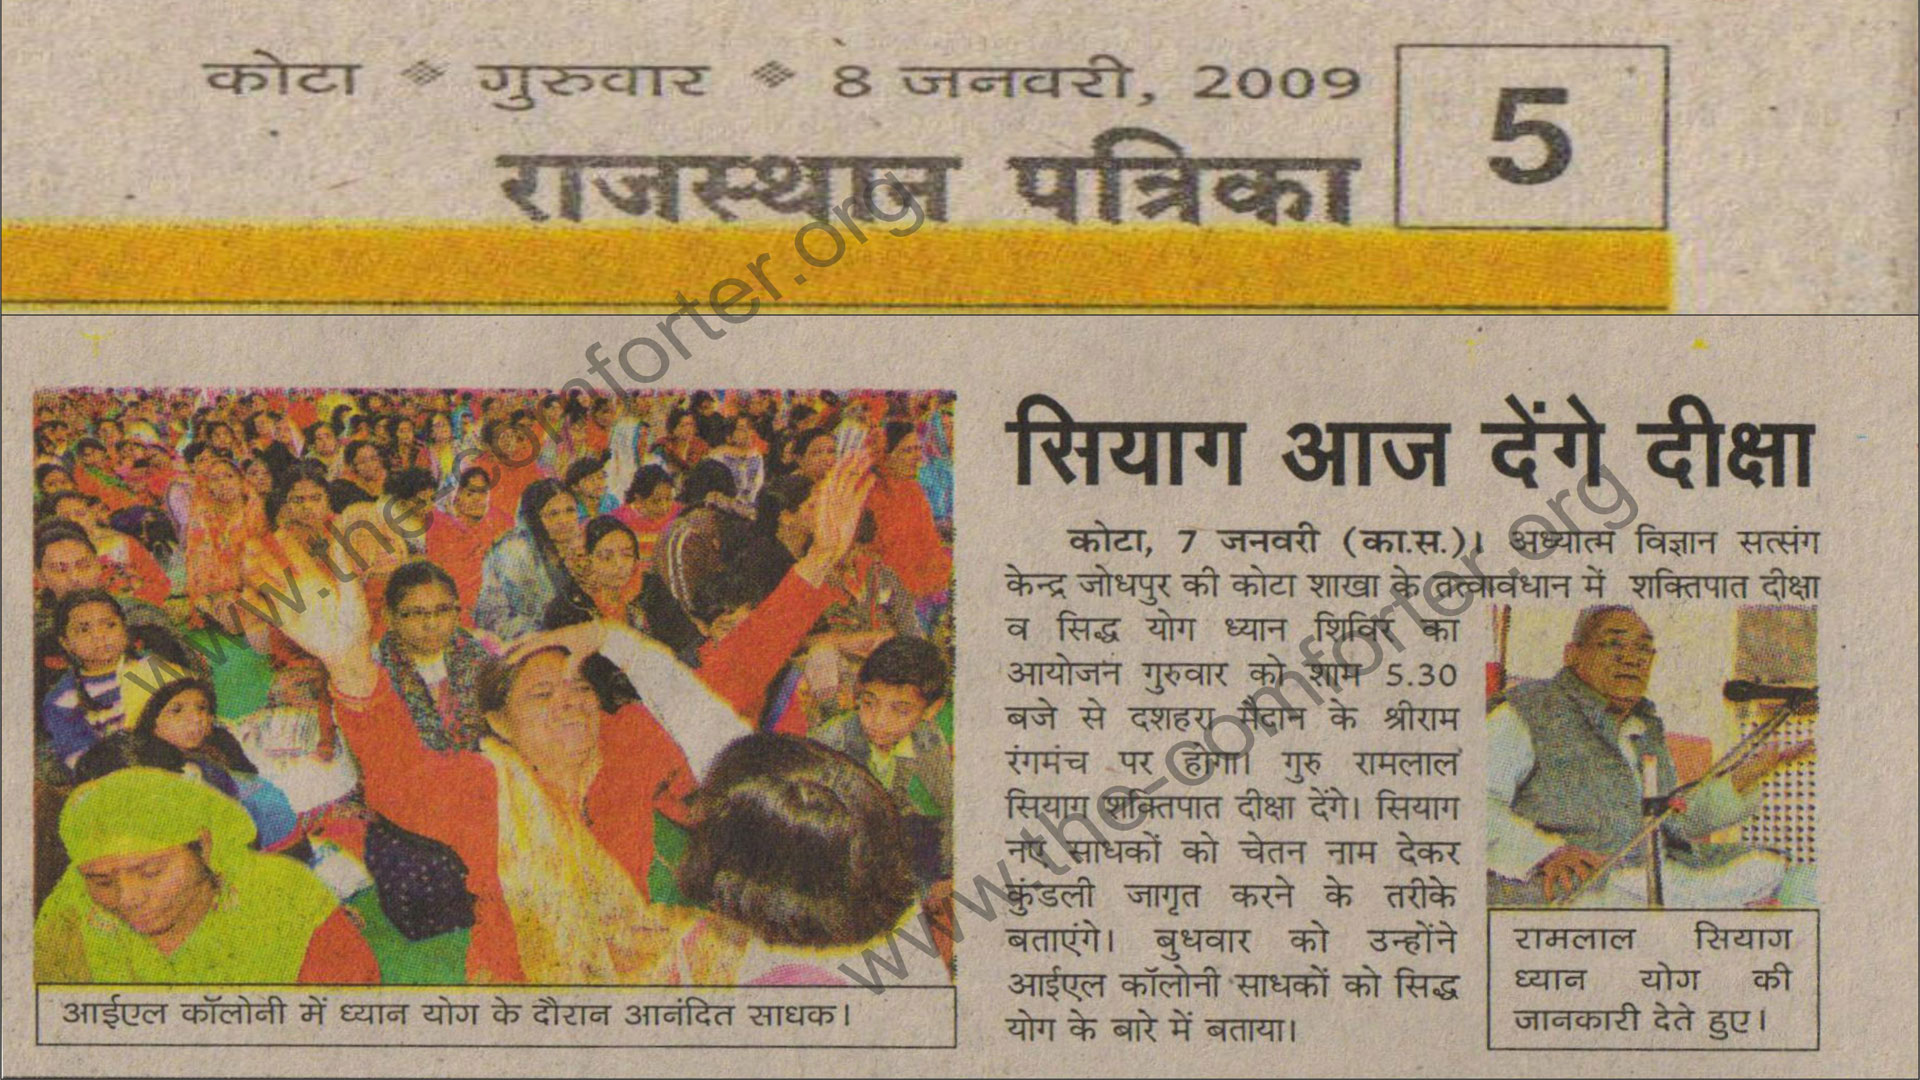 कोटा ❖ गुरुवार ❖ 8 जनवरी, 2009
5
राजस्थान पत्रिका
सियाग आज देंगे दीक्षा
कोटा, 7 जनवरी (का.स.)। अध्यात्म विज्ञान सत्संग
केन्द्र जोधपुर की कोटा शाखा के तत्वावधान में शक्तिपात दीक्षा
व सिद्ध योग ध्यान शिविर का
आयोजन गुरुवार को शाम 5.30
बजे से दशहरा मैदान के श्रीराम
रंगमंच पर होगा। गुरु रामलाल
सियाग शक्तिपात दीक्षा देंगे। सियाग
नए साधकों को चेतन नाम देकर
कुंडली जागृत करने के तरीके
बताएंगे। बुधवार को उन्होंने
आईएल कॉलोनी साधकों को सिद्ध
योग के बारे में बताया।
रामलाल सियाग
ध्यान योग की
जानकारी देते हुए।
आईएल कॉलोनी में ध्यान योग के दौरान आनंदित साधक।
www.the-comforter.org
www.the-comforter.org